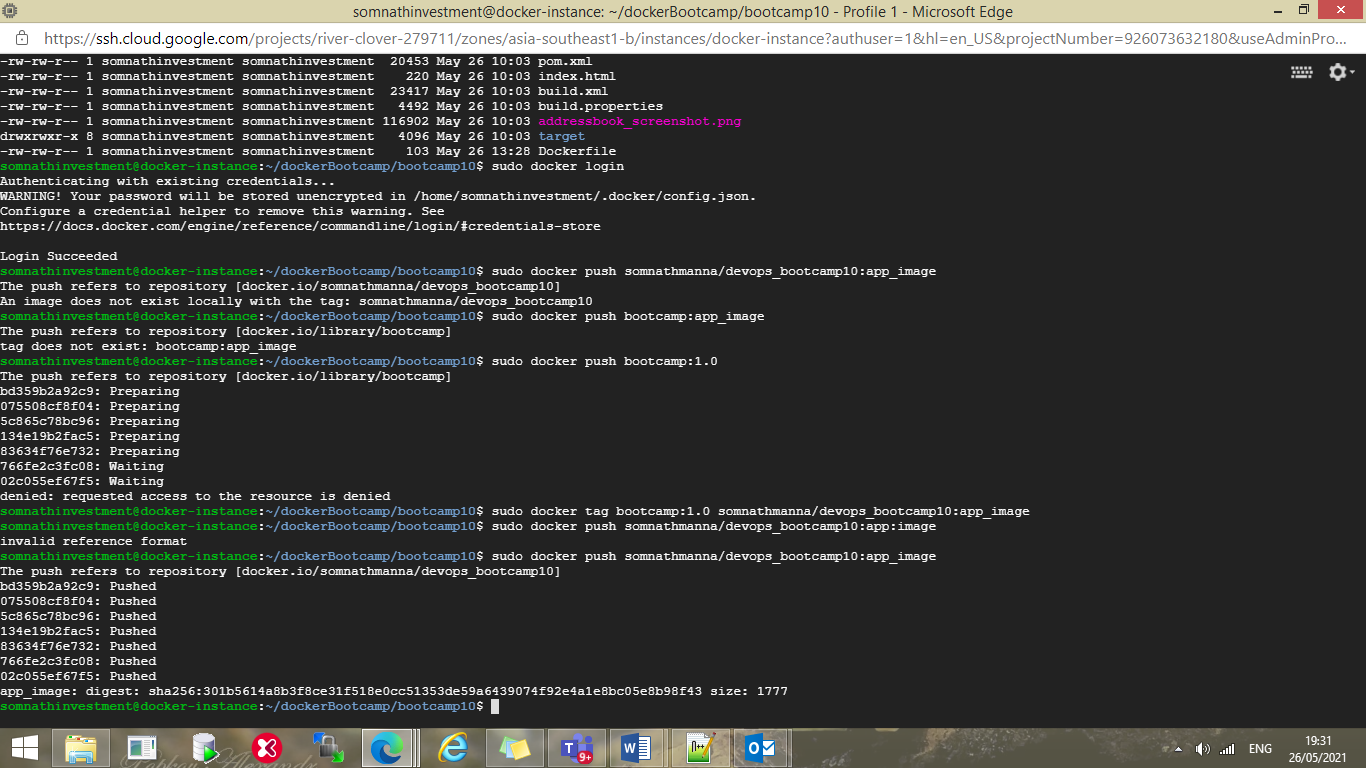 somnathinvestment@docker-instance: ~/dockerBootcamp/bootcamp10 - Profile 1 - Microsoft Edge
https://ssh.cloud.google.com/projects/river-clover-279711/zones/asia-southeast1-b/instances/docker-instance?authuser=1&hl=en_US&projectNumber=926073632180&useAdminPro...
-rw-rw-r-- 1 somnathinvestment somnathinvestment  20453 May 26 10:03 pom.xml
-rw-rw-r-- 1 somnathinvestment somnathinvestment    220 May 26 10:03 index.html
-rw-rw-r-- 1 somnathinvestment somnathinvestment  23417 May 26 10:03 build.xml
-rw-rw-r-- 1 somnathinvestment somnathinvestment   4492 May 26 10:03 build.properties
-rw-rw-r-- 1 somnathinvestment somnathinvestment 116902 May 26 10:03 addressbook_screenshot.png
drwxrwxr-x 8 somnathinvestment somnathinvestment   4096 May 26 10:03 target
-rw-rw-r-- 1 somnathinvestment somnathinvestment    103 May 26 13:28 Dockerfile
somnathinvestment@docker-instance:~/dockerBootcamp/bootcamp10$ sudo docker login
Authenticating with existing credentials...
WARNING! Your password will be stored unencrypted in /home/somnathinvestment/.docker/config.json.
Configure a credential helper to remove this warning. See
https://docs.docker.com/engine/reference/commandline/login/#credentials-store
Login Succeeded
somnathinvestment@docker-instance:~/dockerBootcamp/bootcamp10$ sudo docker push somnathmanna/devops_bootcamp10:app_image
The push refers to repository [docker.io/somnathmanna/devops_bootcamp10]
An image does not exist locally with the tag: somnathmanna/devops_bootcamp10
somnathinvestment@docker-instance:~/dockerBootcamp/bootcamp10$ sudo docker push bootcamp:app_image
The push refers to repository [docker.io/library/bootcamp]
tag does not exist: bootcamp:app_image
somnathinvestment@docker-instance:~/dockerBootcamp/bootcamp10$ sudo docker push bootcamp:1.0
The push refers to repository [docker.io/library/bootcamp]
bd359b2a92c9: Preparing
075508cf8f04: Preparing
5c865c78bc96: Preparing
134e19b2fac5: Preparing
83634f76e732: Preparing
766fe2c3fc08: Waiting
02c055ef67f5: Waiting
denied: requested access to the resource is denied
somnathinvestment@docker-instance:~/dockerBootcamp/bootcamp10$ sudo docker tag bootcamp:1.0 somnathmanna/devops_bootcamp10:app_image
somnathinvestment@docker-instance:~/dockerBootcamp/bootcamp10$ sudo docker push somnathmanna/devops_bootcamp10:app:image
invalid reference format
somnathinvestment@docker-instance:~/dockerBootcamp/bootcamp10$ sudo docker push somnathmanna/devops_bootcamp10:app_image
The push refers to repository [docker.io/somnathmanna/devops_bootcamp10]
bd359b2a92c9: Pushed
075508cf8f04: Pushed
5c865c78bc96: Pushed
134e19b2fac5: Pushed
83634f76e732: Pushed
766fe2c3fc08: Pushed
02c055ef67f5: Pushed
app_image: digest: sha256:301b5614a8b3f8ce31f518e0cc51353de59a6439074f92e4a1e8bc05e8b98f43 size: 1777
somnathinvestment@docker-instance:~/dockerBootcamp/bootcamp10$
9+
ENG
19:31
26/05/2021